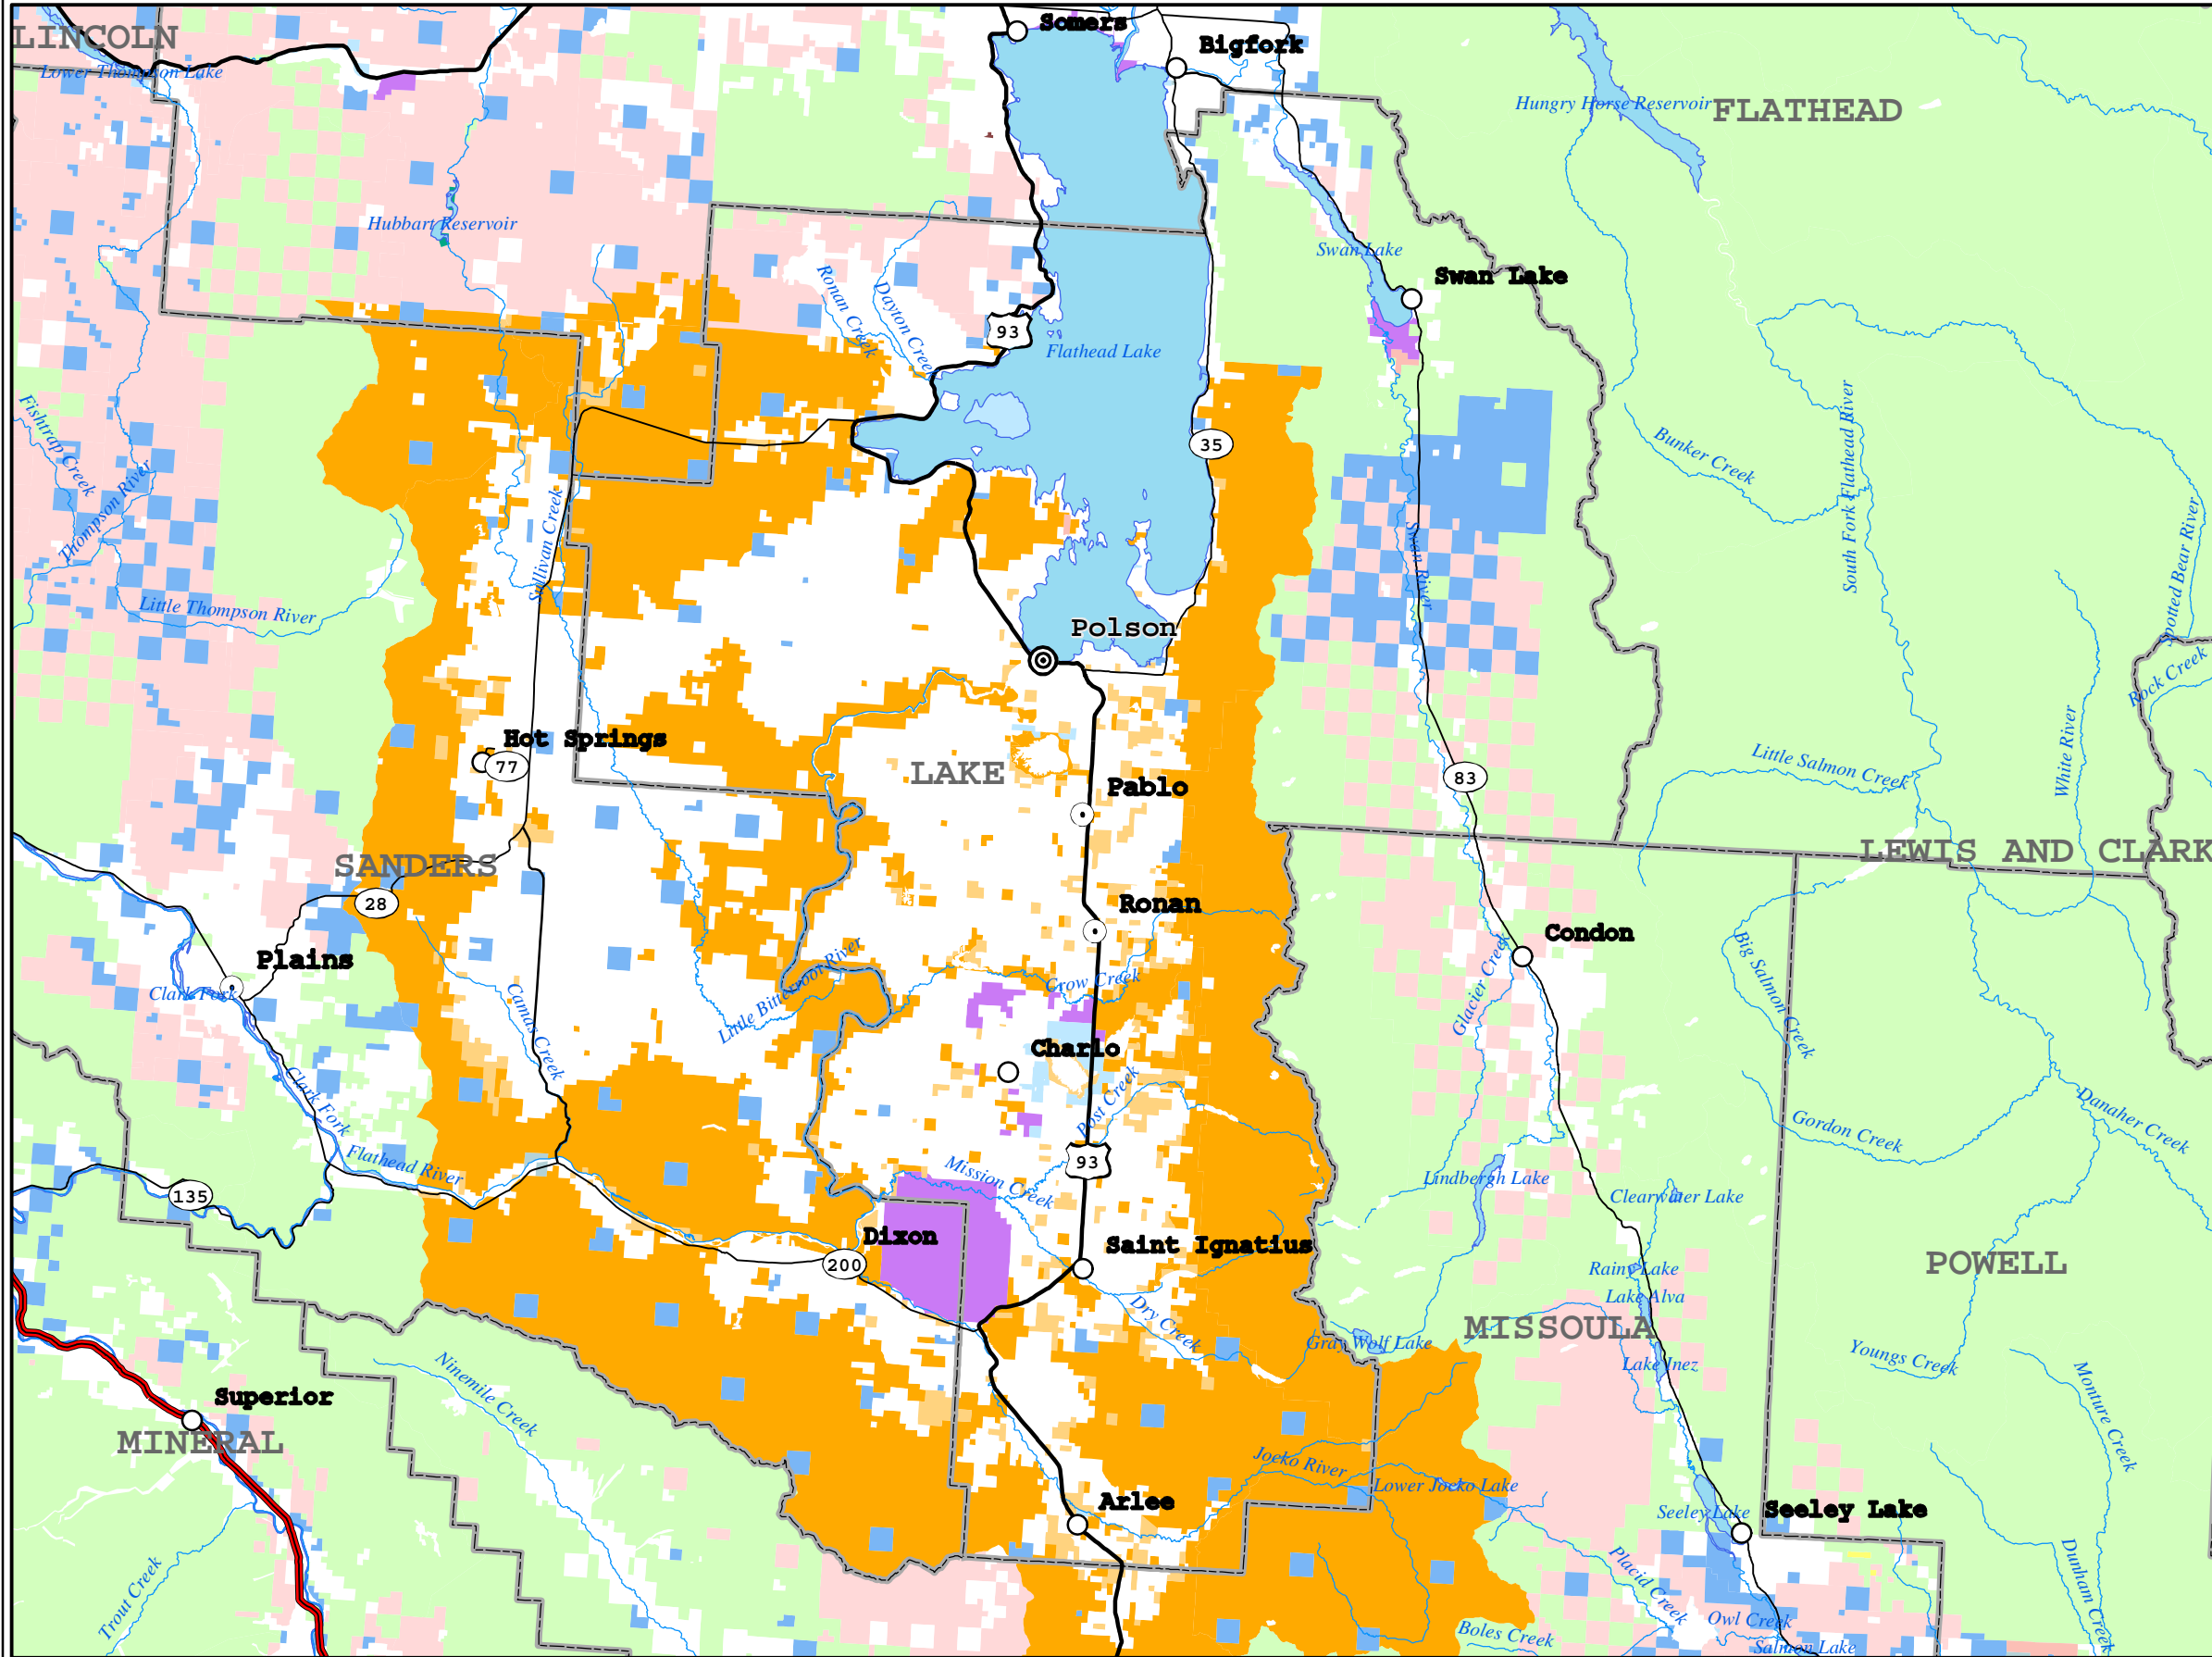 Somers
LINCOLN
Bigfork
Lower Thompson Lake
Hungry Horse Reservoir
FLATHEAD
Hubbart Reservoir
Swan Lake
Swan Lake
Ronan Creek
Dayton Creek
93
Flathead Lake
Fishtrap Creek
35
Bunker Creek
South Fork Flathead River
Thompson River
Sullivan Creek
Swan River
Spotted Bear River
Little Thompson River
Polson
Rock Creek
Hot Springs
77
LAKE
83
Little Salmon Creek
White River
Pablo
SANDERS
LEWIS AND CLARK
28
Ronan
Condon
Plains
Big Salmon Creek
Clark Fork
Camas Creek
Little Bitterroot River
Crow Creek
Glacier Creek
Charlo
Clark Fork
Post Creek
Gordon Creek
Danaher Creek
Flathead River
93
Mission Creek
135
Lindbergh Lake
Clearwater Lake
Dixon
Saint Ignatius
200
POWELL
Rainy Lake
Lake Alva
Dry Creek
MISSOULA
Gray Wolf Lake
Lake Inez
Youngs Creek
Ninemile Creek
Monture Creek
Superior
MINERAL
Jocko River
Lower Jocko Lake
Arlee
Seeley Lake
Seeley Lake
Trout Creek
Placid Creek
Dunham Creek
Owl Creek
Boles Creek
Salmon Lake